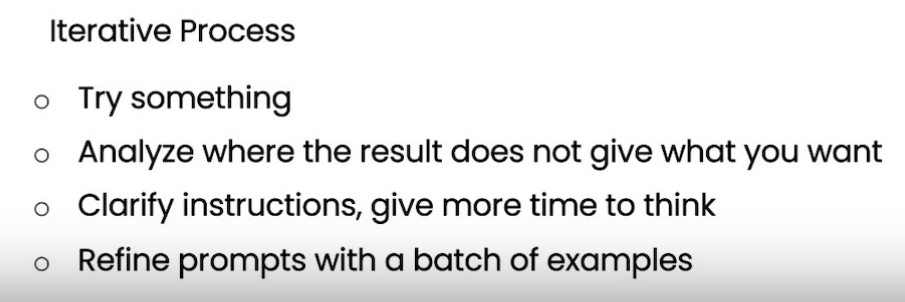 Iterative Process
o Try something
o Analyze where the result does not give what you want
o Clarify instructions, give more time to think
o Refine prompts with a batch of examples